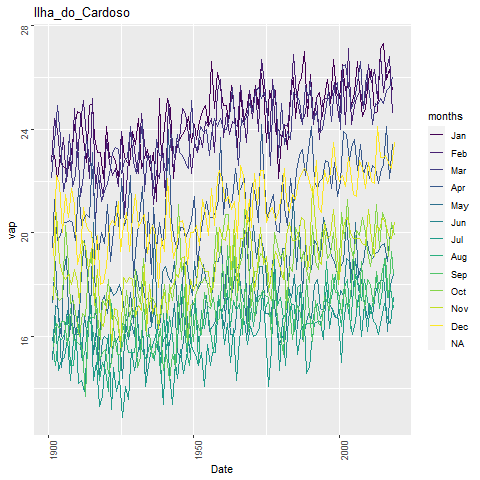 Ilha_do_Cardoso
28
24
20
16
vap
1900
1950
2000
Date
months
Jan
Feb
Mar
Apr
May
Jun
Jul
Aug
Sep
Oct
Nov
Dec
NA